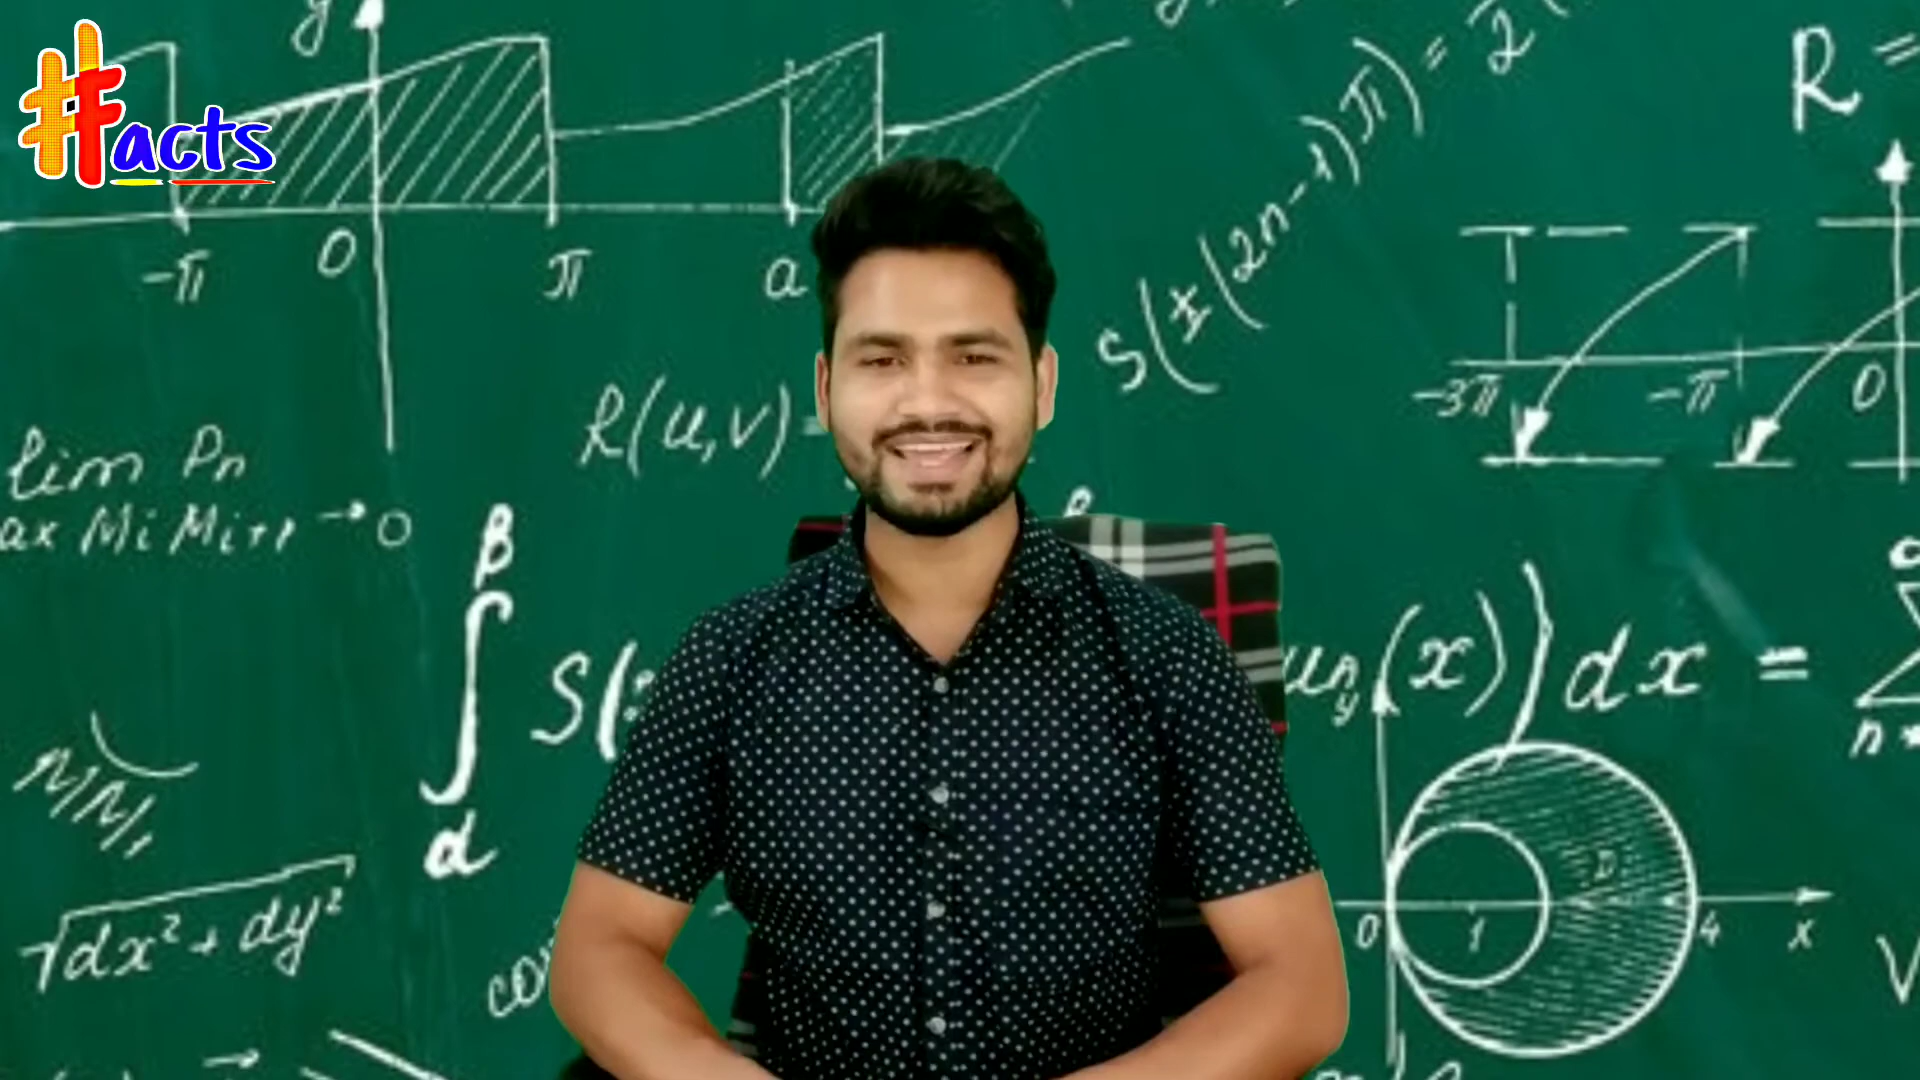 #Facts
y
R =
S(±(2n-1)π) = 2
-π 0 π a
-3π -π 0
R(u,v)=
lim Pn
ax Mi Mi+1 → 0
β
∫ S(
α
un (x)) dx = Σ
y
n=
√dx²+dy²
D
0 1 4 x